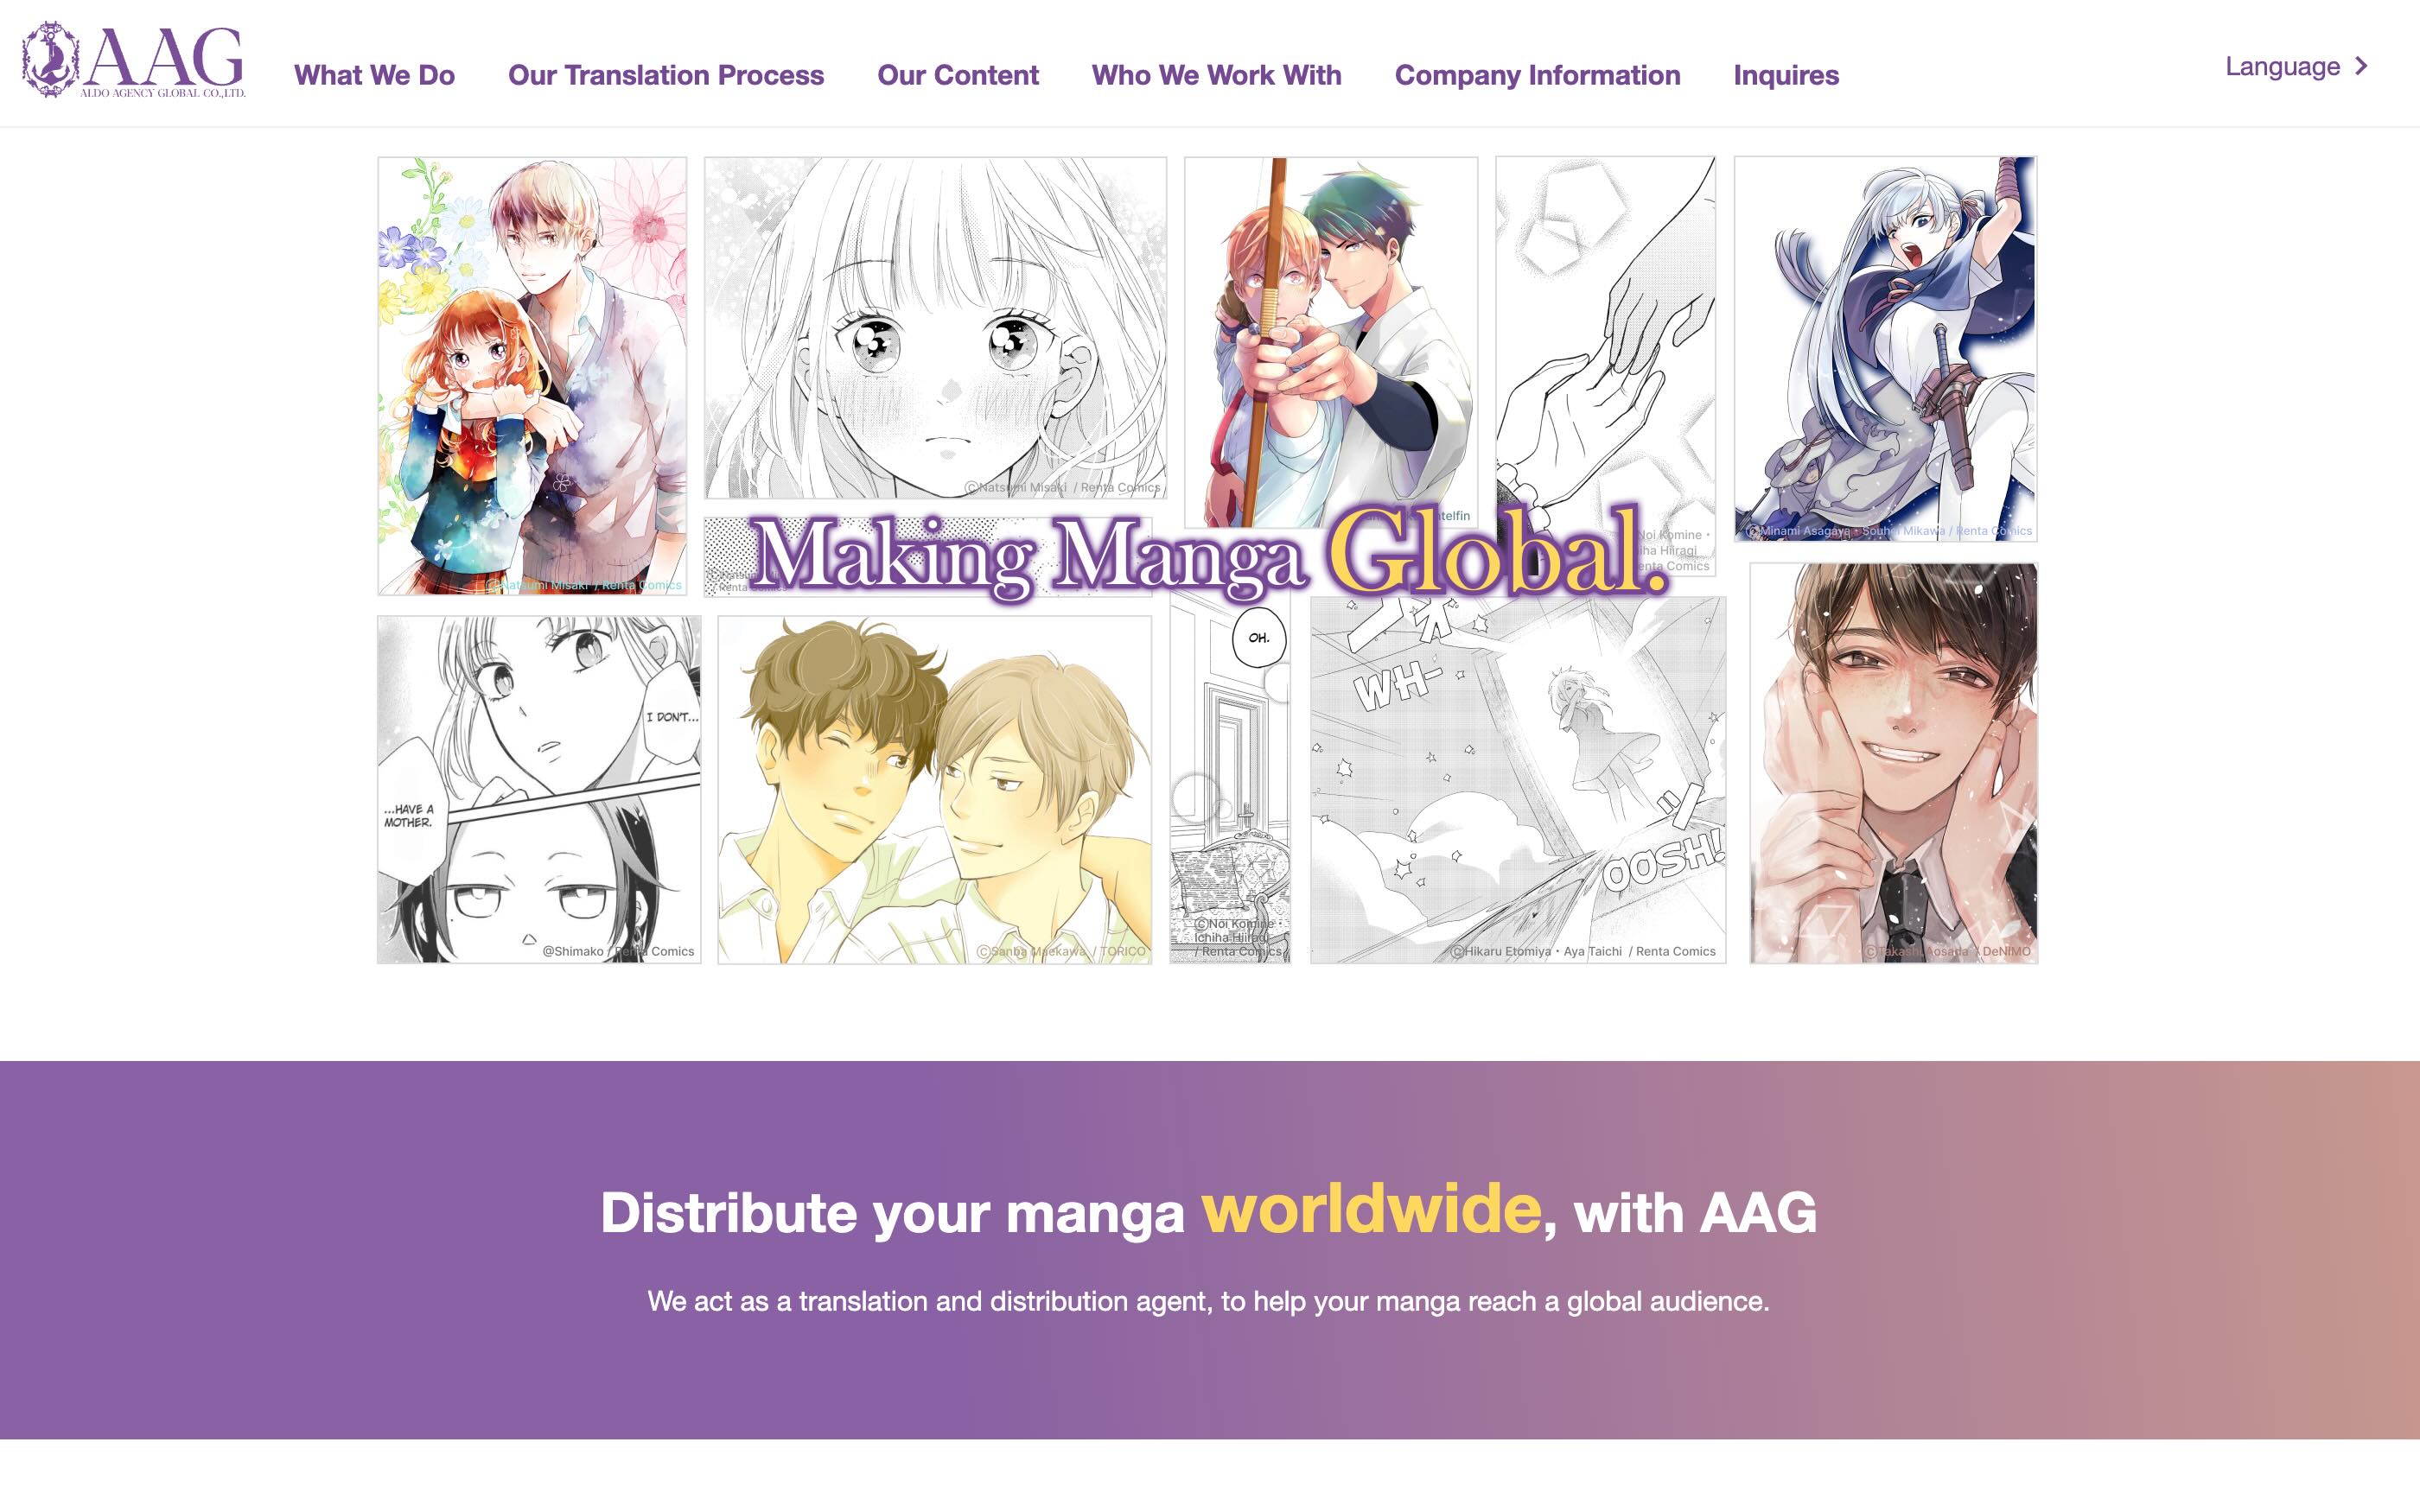 AAG
ALDO AGENCY GLOBAL CO.,LTD.
What We Do
Our Translation Process
Our Content
Who We Work With
Company Information
Inquires
Language
©Natsumi Misaki / Renta Comics
©Natsumi Misaki / Renta Comics
telfin
Noi Komine・
iha Hiiragi
enta Comics
©Minami Asagaya・Souhei Mikawa / Renta Comics
Renta Comics
Making Manga Global.
I DON'T...
...HAVE A
MOTHER.
@Shimako / Renta Comics
©Sanba Maekawa / TORICO
OH.
©Noi Komine・
Ichiha Hiiragi
/ Renta Comics
WH-
OOSH!
©Hikaru Etomiya・Aya Taichi / Renta Comics
©Takashi Aosada / DeNIMO
Distribute your manga worldwide, with AAG
We act as a translation and distribution agent, to help your manga reach a global audience.